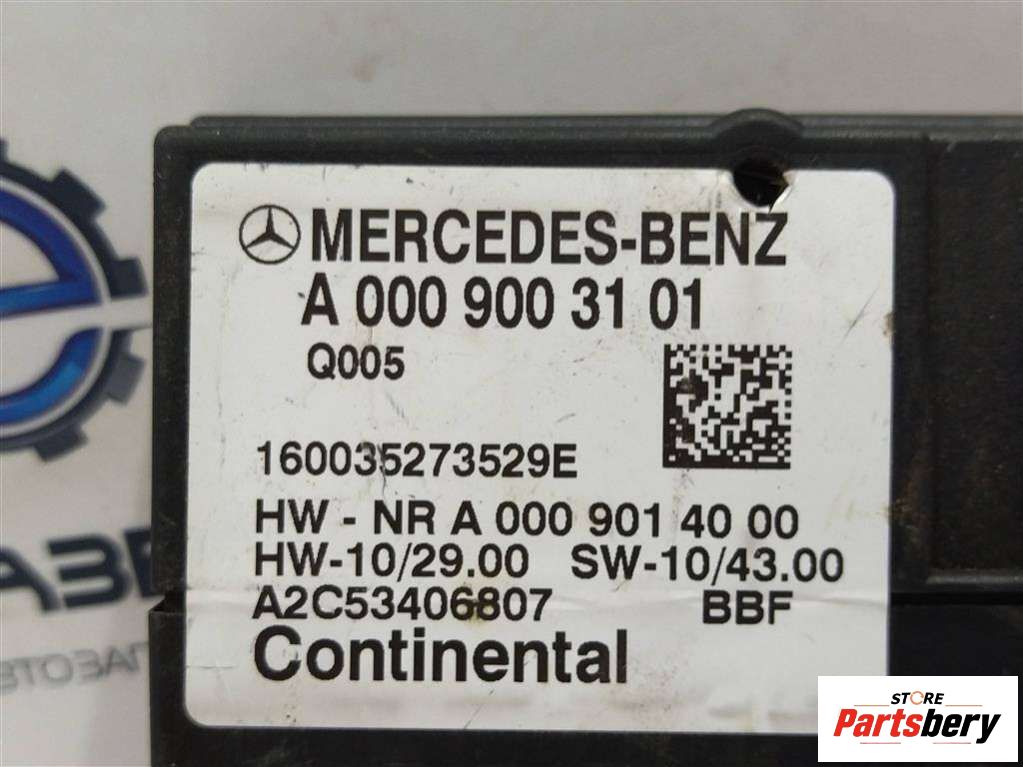 MERCEDES-BENZ
A 000 900 31 01
Q005
160035273529E
HW - NR A 000 901 40 00
HW-10/29.00 SW-10/43.00
A2C53406807 BBF
Continental
STORE
Partsbery